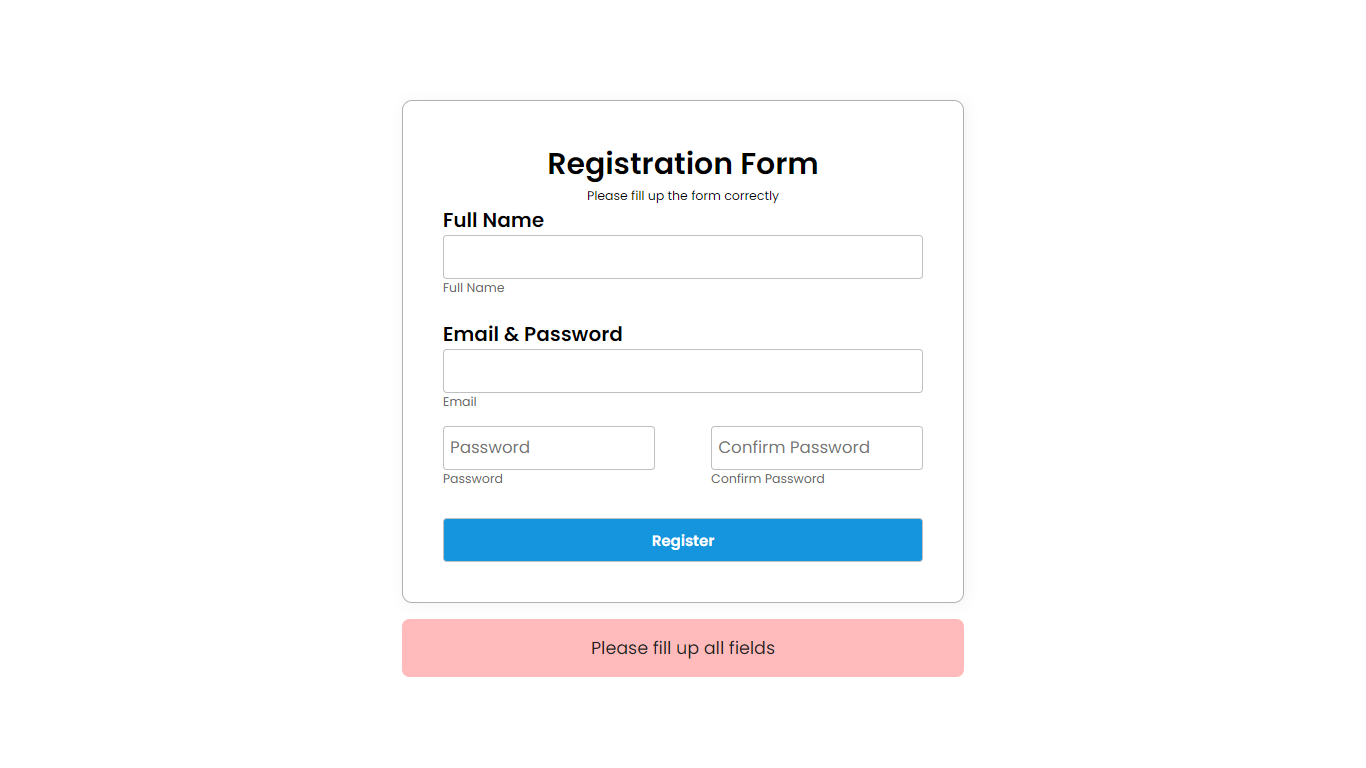 Registration Form
Please fill up the form correctly
Full Name
Full Name
Email & Password
Email
Password
Confirm Password
Password
Confirm Password
Register
Please fill up all fields